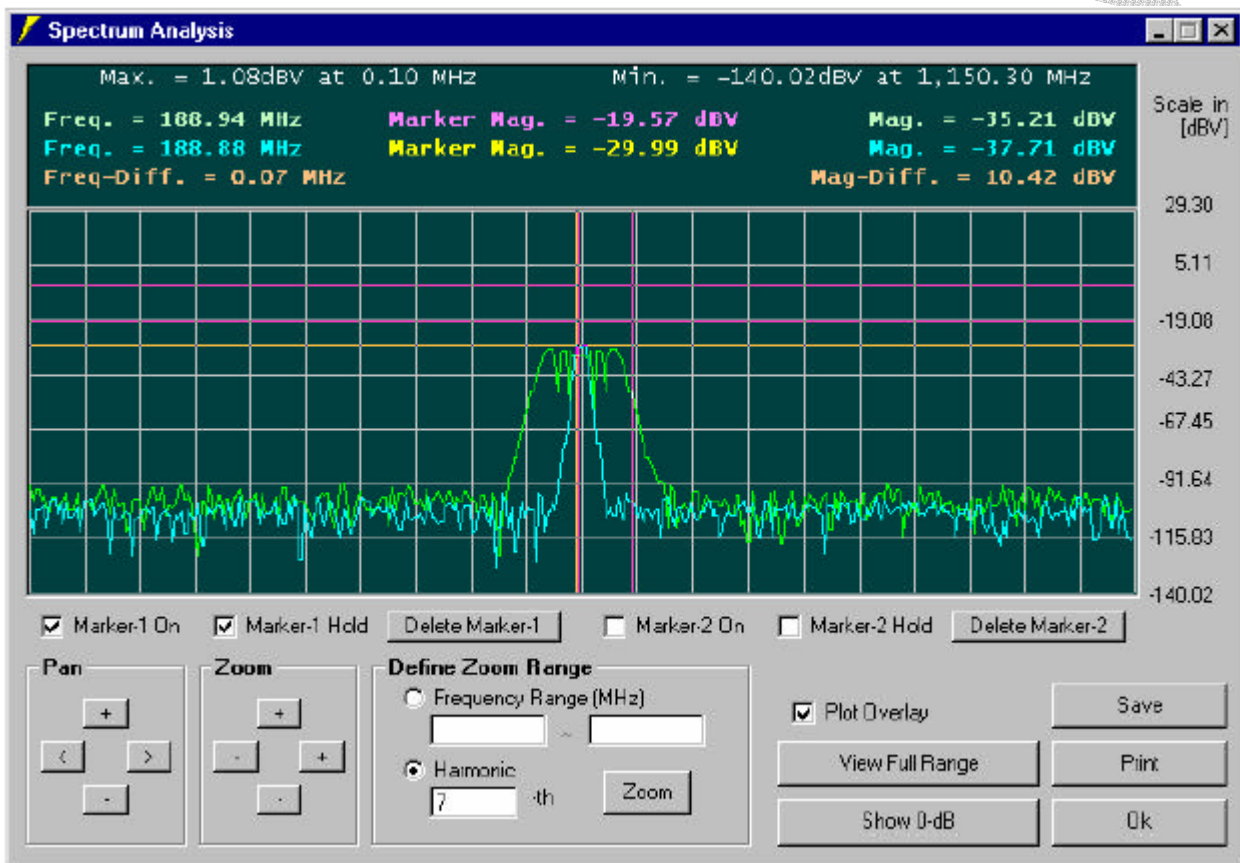 Spectrum Analysis
Max. = 1.08dBV at 0.10 MHz Min. = -140.02dBV at 1,150.30 MHz
Freq. = 188.94 MHz Marker Mag. = -19.57 dBV Mag. = -35.21 dBV
Freq. = 188.88 MHz Marker Mag. = -29.99 dBV Mag. = -37.71 dBV
Freq-Diff. = 0.07 MHz Mag-Diff. = 10.42 dBV
Scale in
[dBV]
29.30
5.11
-19.08
-43.27
-67.45
-91.64
-115.83
-140.02
Marker-1 On Marker-1 Hold Delete Marker-1 Marker-2 On Marker-2 Hold Delete Marker-2
Pan
+
< >
-
Zoom
+
- +
-
Define Zoom Range
Frequency Range (MHz)
~
Harmonic
7 -th Zoom
Plot Overlay Save
View Full Range Print
Show 0-dB Ok